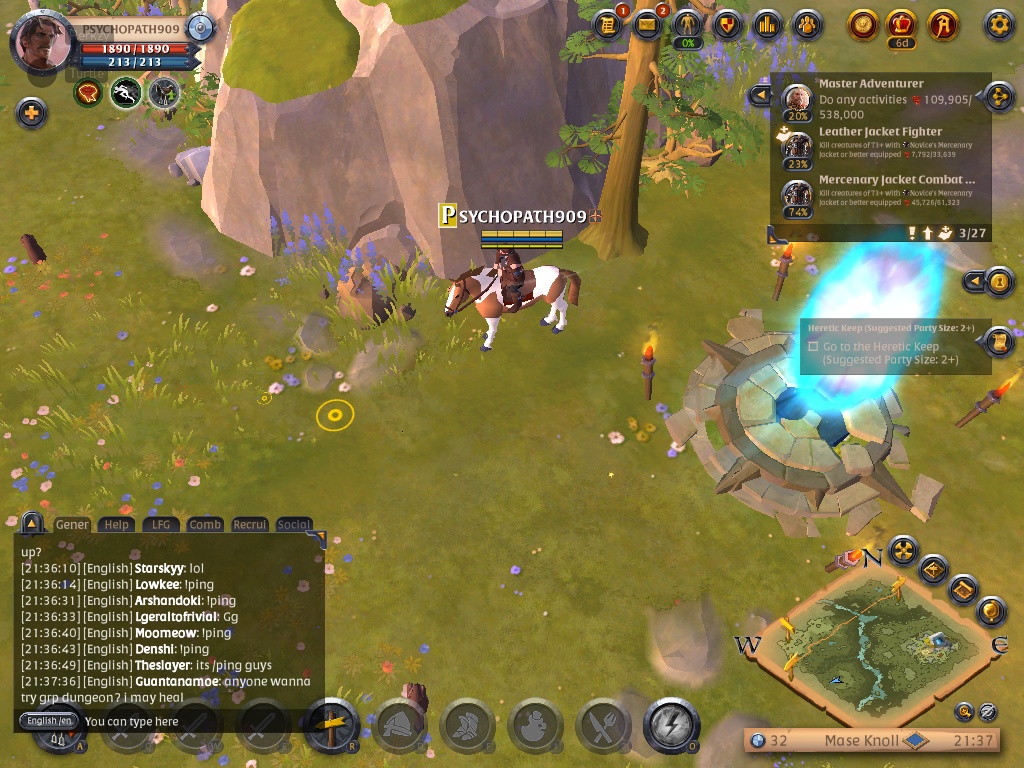 PSYCHOPATH909
1890/1890
213/213
Turtle
1
2
0%
6d
Master Adventurer
Do any activities 109,905/
538,000
20%
Leather Jacket Fighter
Kill creatures of T3+ with Novice's Mercenary
Jacket or better equipped 7,792/33,639
23%
Mercenary Jacket Combat ...
Kill creatures of T3+ with Novice's Mercenary
Jacket or better equipped 45,726/61,323
74%
3/27
PSYCHOPATH909
Heretic Keep (Suggested Party Size: 2+)
Go to the Heretic Keep
(Suggested Party Size: 2+)
Gener Help LFG Comb Recrui Social
up?
[21:36:10][English]Starskyy: lol
[21:36:14][English]Lowkee: !ping
[21:36:31][English]Arshandoki: !ping
[21:36:33][English]Lgeraltofrivial: Gg
[21:36:40][English]Moomeow: !ping
[21:36:43][English]Denshi: !ping
[21:36:49][English]Theslayer: its /ping guys
[21:37:36][English]Guantanamoe: anyone wanna
try grp dungeon? i may heal
English/en You can type here
A
W
R
O
N
W
E
32 Mase Knoll 21:37